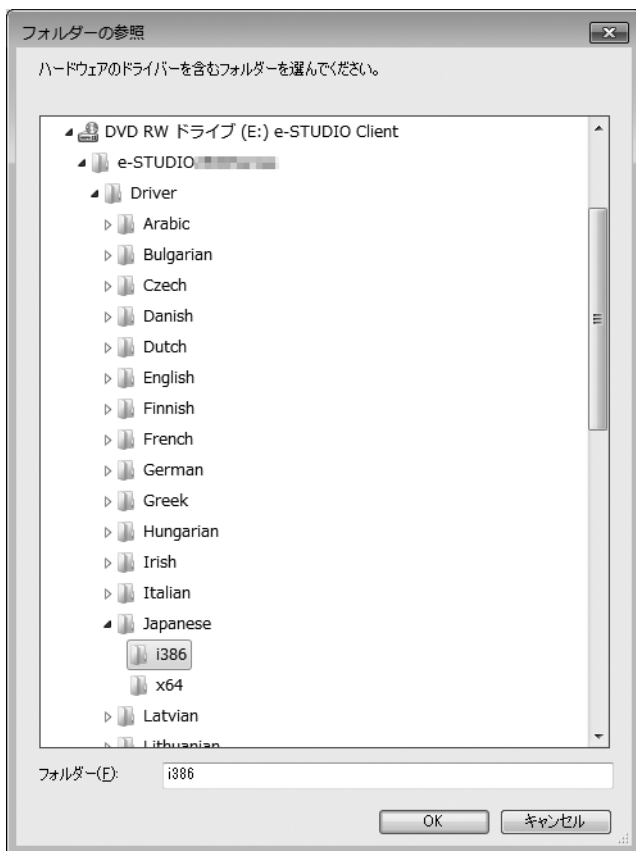 フォルダーの参照
ハードウェアのドライバーを含むフォルダーを選んでください。
DVD RW ドライブ (E:) e-STUDIO Client
e-STUDIO
Driver
Arabic
Bulgarian
Czech
Danish
Dutch
English
Finnish
French
German
Greek
Hungarian
Irish
Italian
Japanese
i386
x64
Latvian
Lithuanian
フォルダー(F): i386
OK キャンセル